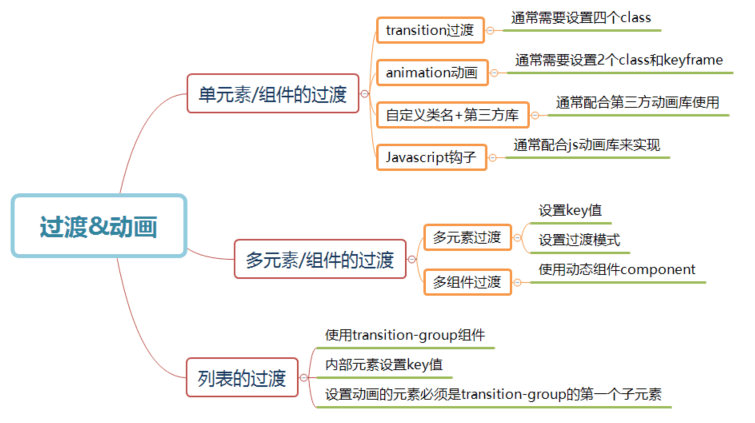 过渡&动画
单元素/组件的过渡
transition过渡
通常需要设置四个class
animation动画
通常需要设置2个class和keyframe
自定义类名+第三方库
通常配合第三方动画库使用
Javascript钩子
通常配合js动画库来实现
多元素/组件的过渡
多元素过渡
设置key值
设置过渡模式
多组件过渡
使用动态组件component
列表的过渡
使用transition-group组件
内部元素设置key值
设置动画的元素必须是transition-group的第一个子元素